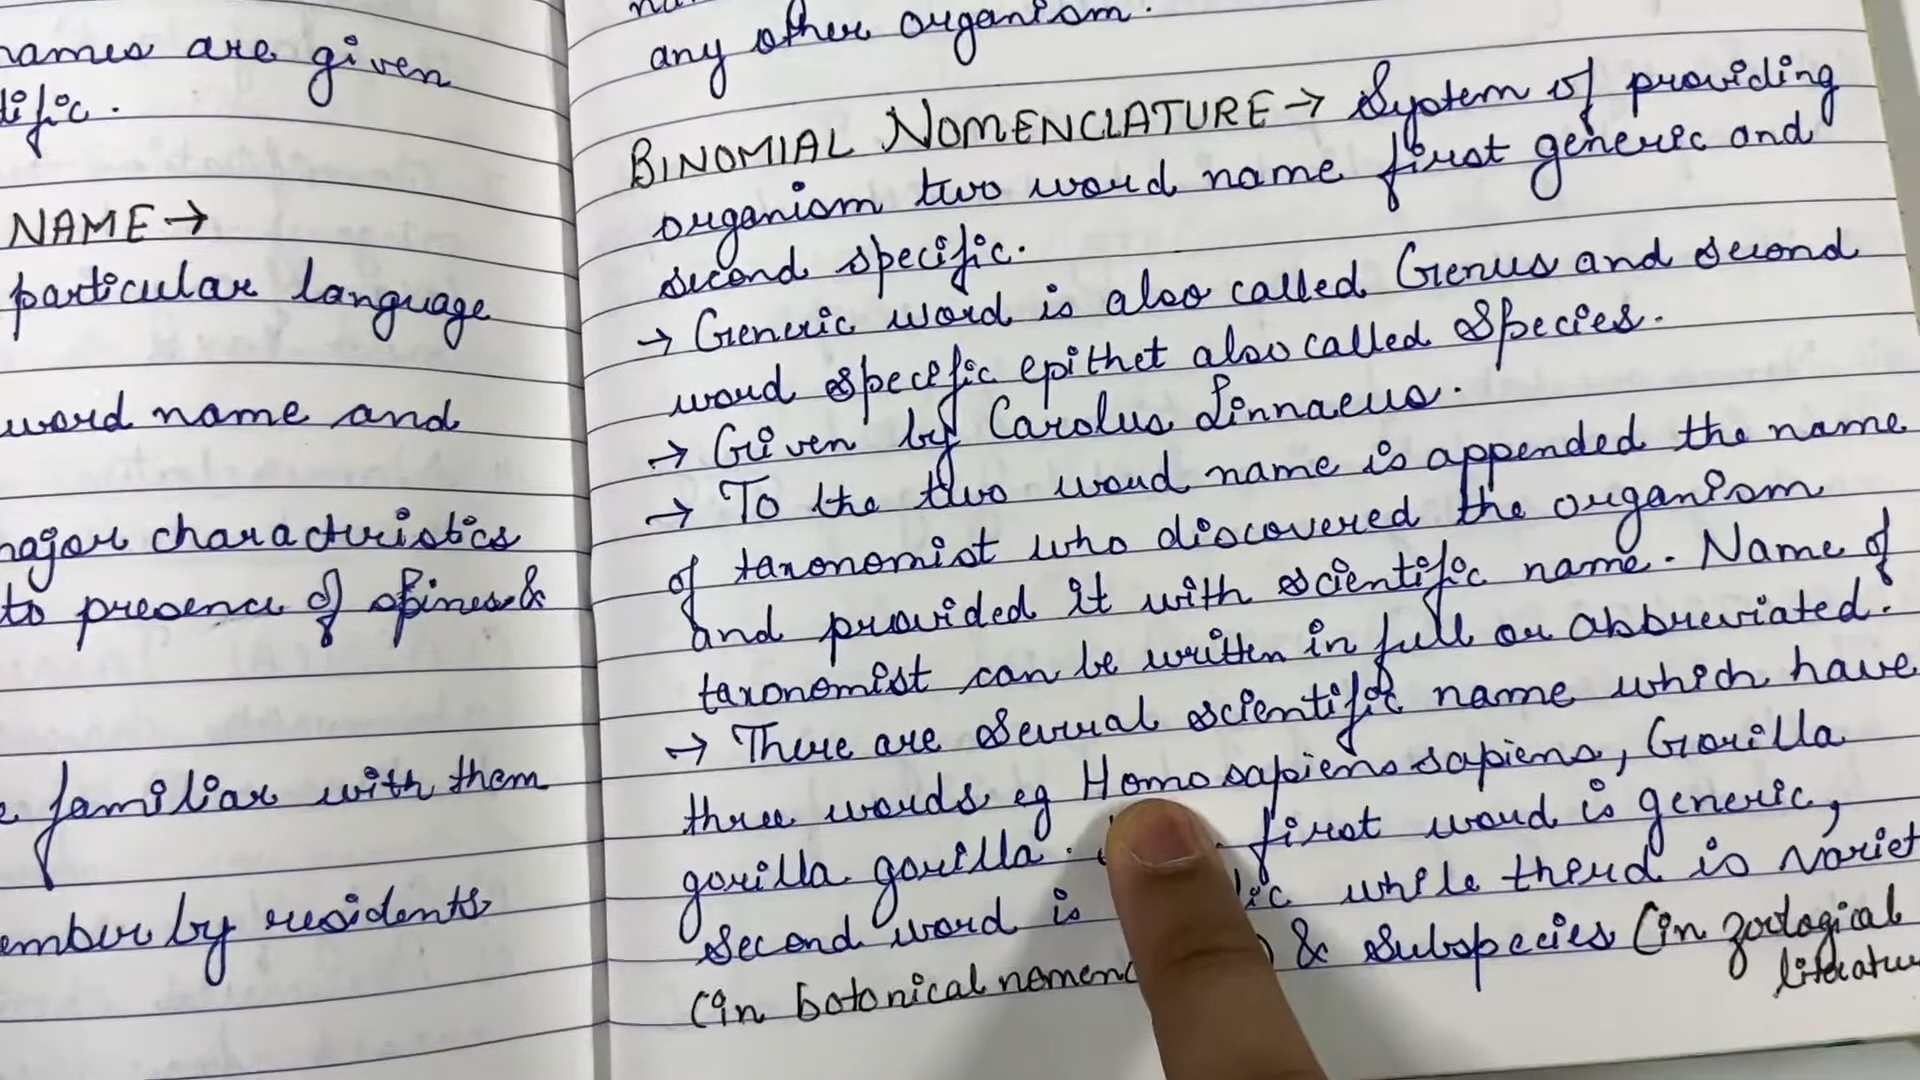 names are given
tific.
NAME →
particular language
word name and
major characteristics
to presence of spines &
familiar with them
ember by residents
any other organism.
BINOMIAL NOMENCLATURE → System of providing
organism two word name first generic and
second specific.
→ Generic word is also called Genus and second
word specific epithet also called Species.
→ Given by Carolus Linnaeus.
→ To the two word name is appended the name
of taxonomist who discovered the organism
and provided it with scientific name. Name of
taxonomist can be written in full or abbreviated.
→ There are several scientific name which have
three words eg Homo sapiens sapiens, Gorilla
gorilla gorilla. first word is generic,
second word is ic while third is variet
(in botonical nomenc ) & Subspecies (in zoological
literatu